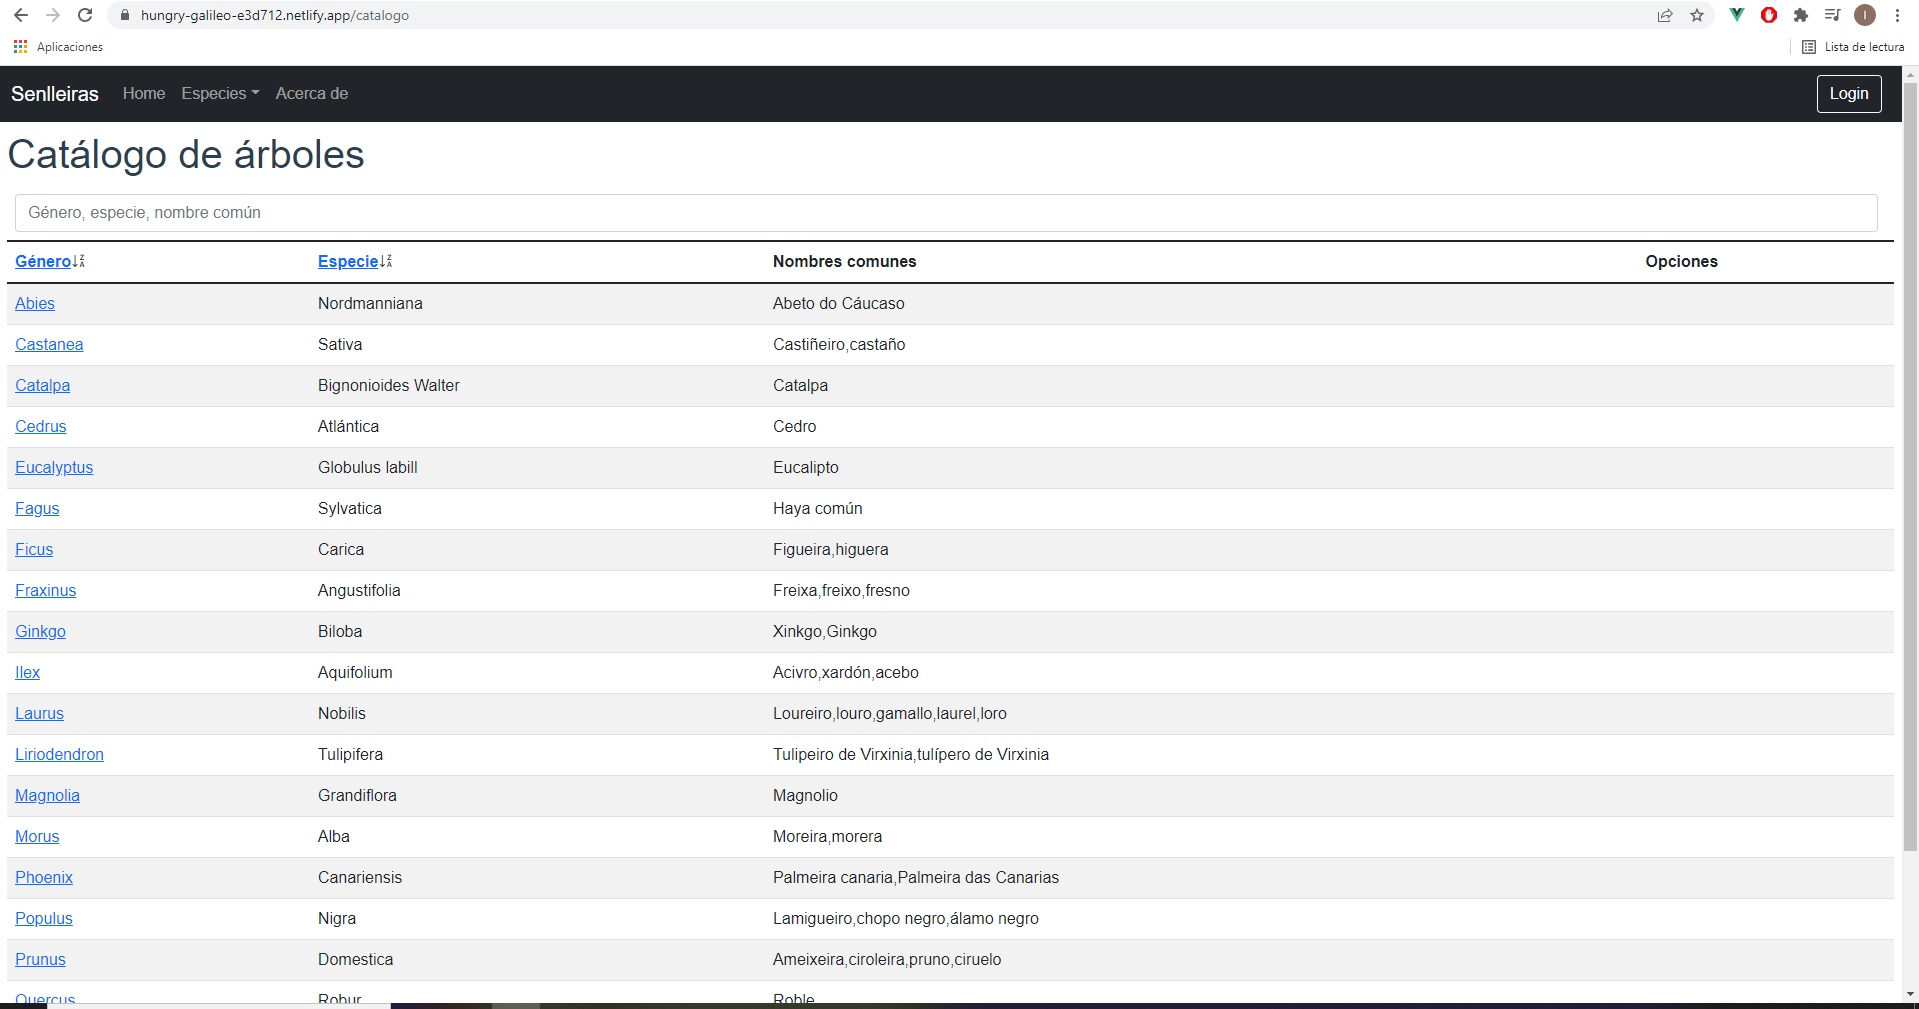 hungry-galileo-e3d712.netlify.app/catalogo
I
Aplicaciones
Lista de lectura
Senlleiras Home Especies Acerca de Login
Catálogo de árboles
Género, especie, nombre común
Género Especie Nombres comunes Opciones
Abies Nordmanniana Abeto do Cáucaso
Castanea Sativa Castiñeiro,castaño
Catalpa Bignonioides Walter Catalpa
Cedrus Atlántica Cedro
Eucalyptus Globulus labill Eucalipto
Fagus Sylvatica Haya común
Ficus Carica Figueira,higuera
Fraxinus Angustifolia Freixa,freixo,fresno
Ginkgo Biloba Xinkgo,Ginkgo
Ilex Aquifolium Acivro,xardón,acebo
Laurus Nobilis Loureiro,louro,gamallo,laurel,loro
Liriodendron Tulipifera Tulipeiro de Virxinia,tulípero de Virxinia
Magnolia Grandiflora Magnolio
Morus Alba Moreira,morera
Phoenix Canariensis Palmeira canaria,Palmeira das Canarias
Populus Nigra Lamigueiro,chopo negro,álamo negro
Prunus Domestica Ameixeira,ciroleira,pruno,ciruelo
Quercus Robur Roble